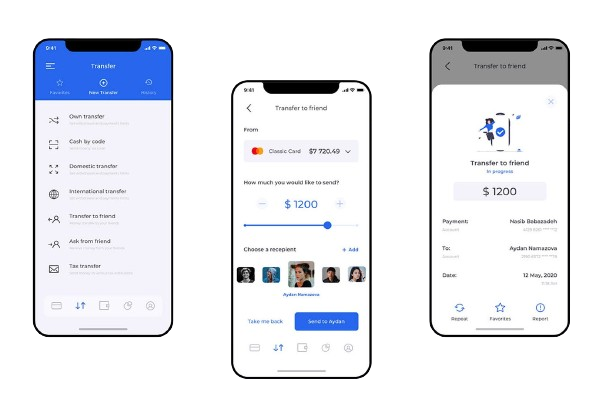 9:41
Transfer
Favorites
New Transfer
History
Own transfer
Cash by code
Domestic transfer
International transfer
Transfer to friend
Ask from friend
Tax transfer
9:41
Transfer to friend
From
Classic Card $7 720.49
How much you would like to send?
$ 1200
Choose a recepient + Add
Aydan Namazova
Take me back
Send to Aydan
9:41
Transfer to friend
Transfer to friend
In progress
$ 1200
Payment: Nasib Babazadeh
Account
To: Aydan Namazova
Account
Date: 12 May, 2020
Repeat
Favorites
Report